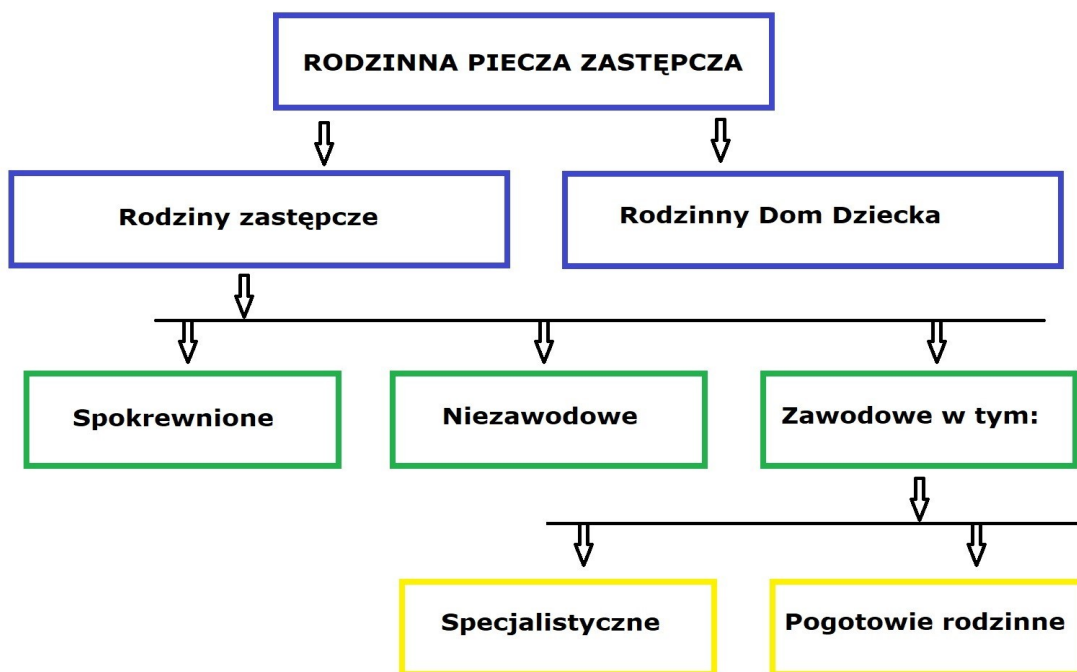 RODZINNA PIECZA ZASTĘPCZA
Rodziny zastępcze
Rodzinny Dom Dziecka
Spokrewnione
Niezawodowe
Zawodowe w tym:
Specjalistyczne
Pogotowie rodzinne